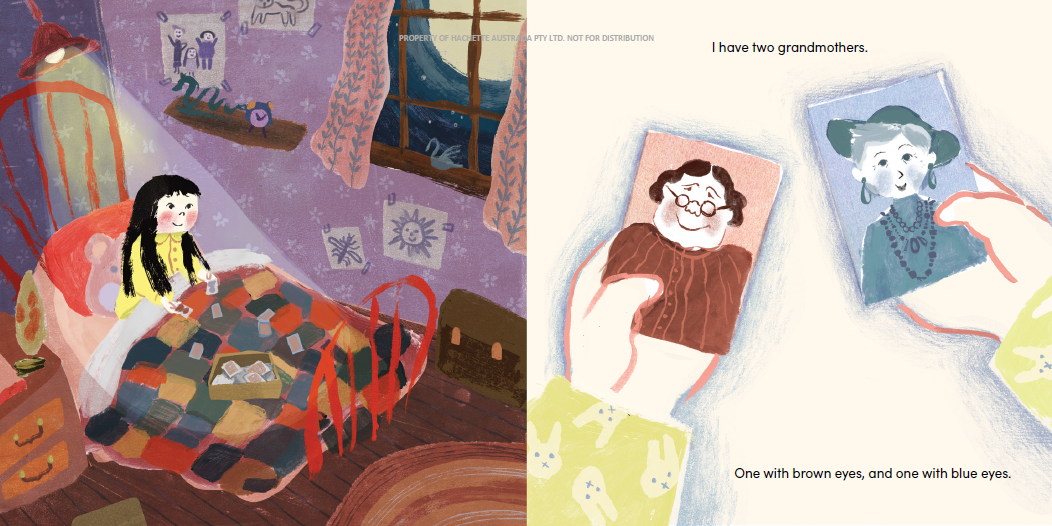 PROPERTY OF HACHETTE AUSTRALIA PTY LTD. NOT FOR DISTRIBUTION
I have two grandmothers.
One with brown eyes, and one with blue eyes.